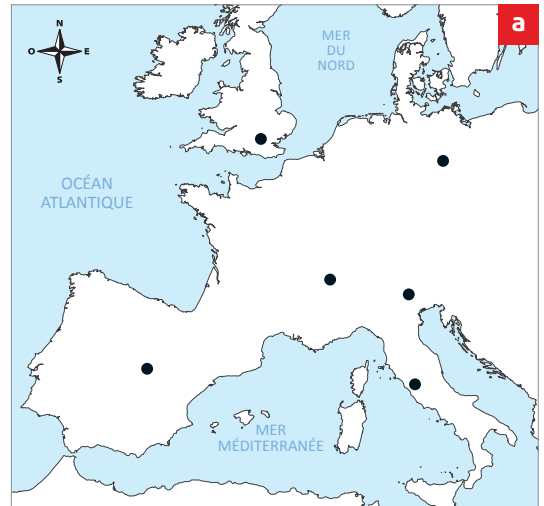 a
MER
DU
NORD
N
O E
S
OCÉAN
ATLANTIQUE
MER
MÉDITERRANÉE